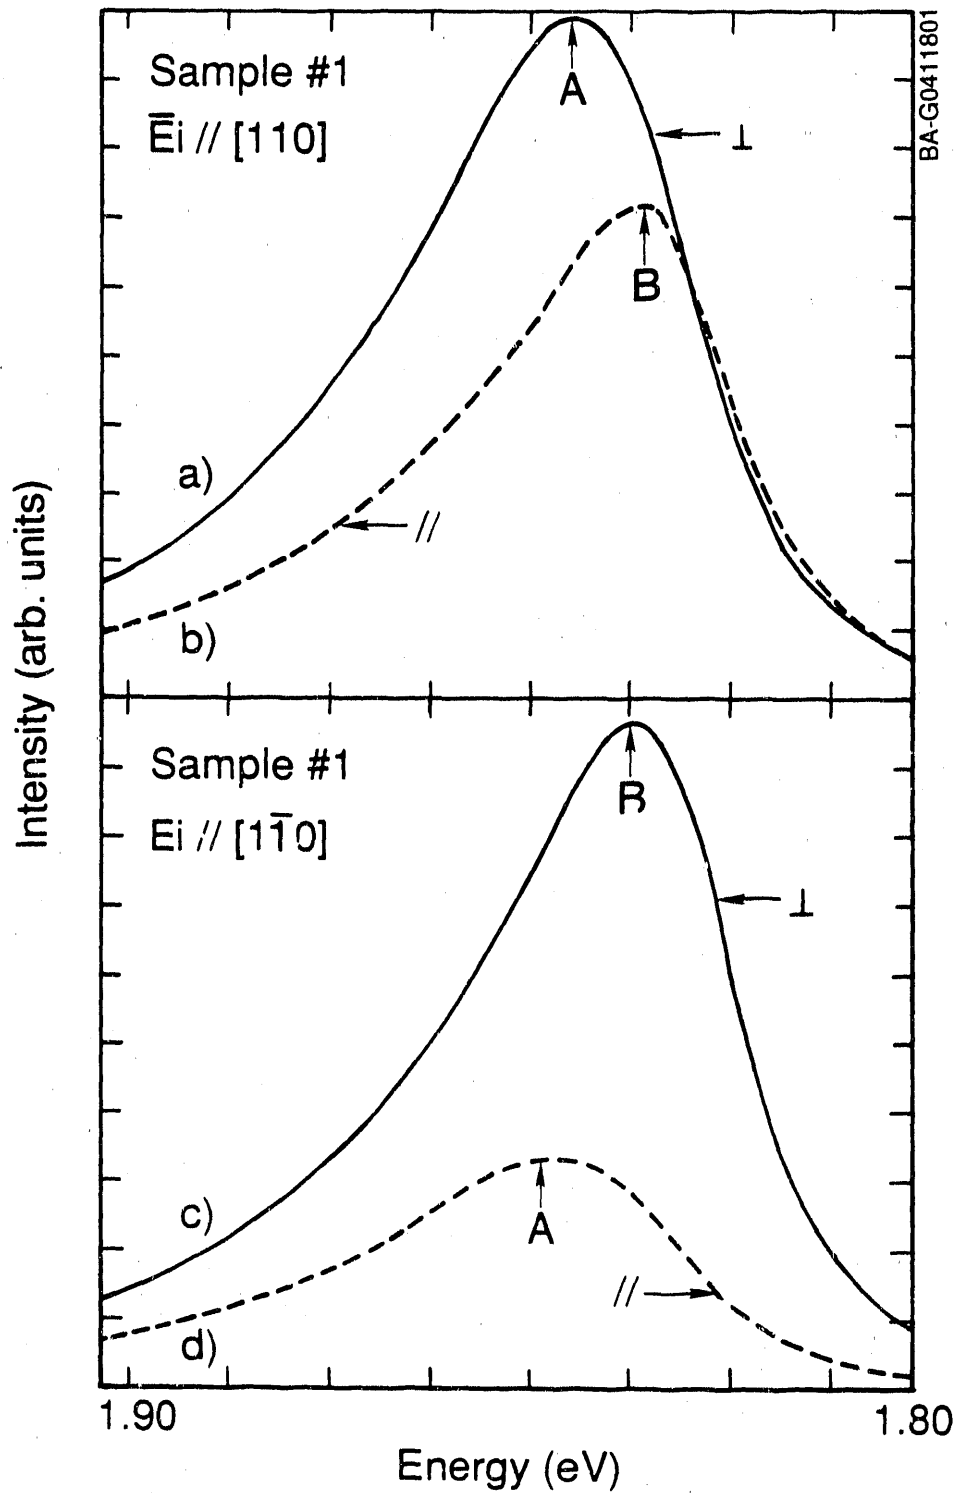 BA-G0411801
Sample #1
E̅i // [110]
A
⊥
B
a)
//
b)
Intensity (arb. units)
Sample #1
Ei // [11̅0]
B
⊥
c)
A
//
d)
1.90
1.80
Energy (eV)